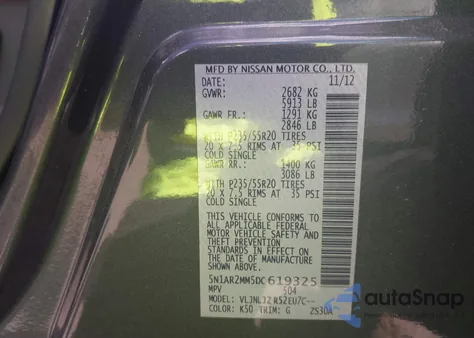 MFD BY NISSAN MOTOR CO., LTD.
DATE: 11/12
GVWR: 2682 KG
5913 LB
GAWR FR.: 1291 KG
2846 LB
WITH P235/55R20 TIRES
20 X 7.5 RIMS AT 35 PSI
COLD SINGLE
GAWR RR.: 1400 KG
3086 LB
WITH P235/55R20 TIRES
20 X 7.5 RIMS AT 35 PSI
COLD SINGLE
THIS VEHICLE CONFORMS TO
ALL APPLICABLE FEDERAL
MOTOR VEHICLE SAFETY
AND THEFT PREVENTION
STANDARDS IN EFFECT ON
THE DATE OF MANUFACTURE
SHOWN ABOVE.
5N1AR2MM5DC619325
MPV 504
MODEL:
COLOR: K50 TRIM: G
autoSnap